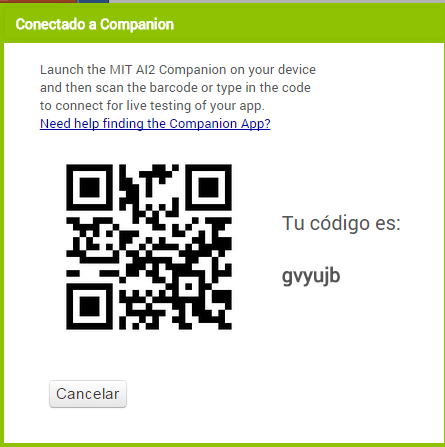 Conectado a Companion
Launch the MIT AI2 Companion on your device
and then scan the barcode or type in the code
to connect for live testing of your app.
Need help finding the Companion App?
Tu código es:
gvyujb
Cancelar